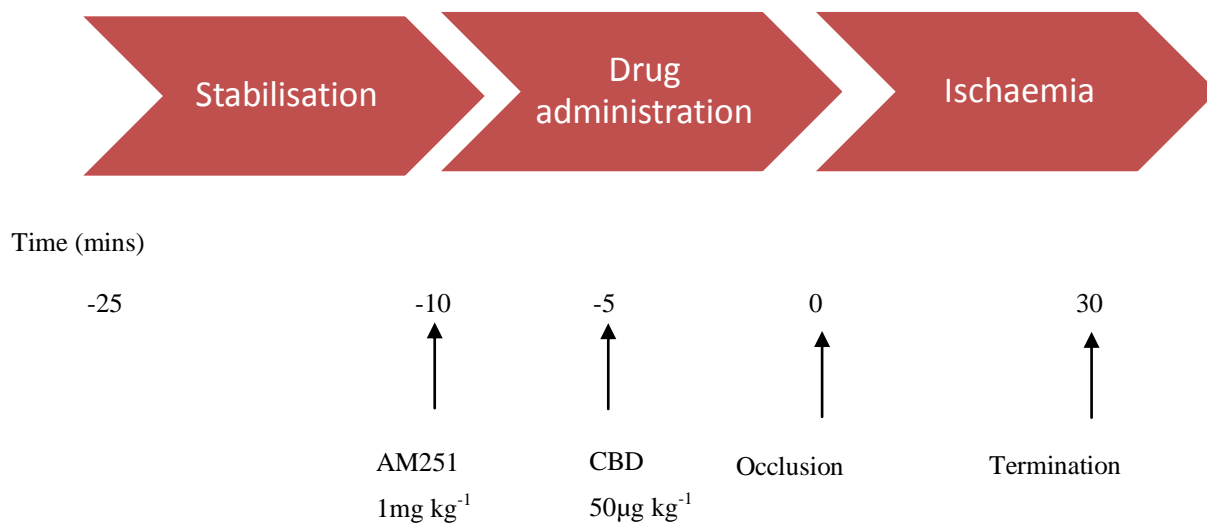 Stabilisation
Drug
administration
Ischaemia
Time (mins)
-25 -10 -5 0 30
AM251 CBD Occlusion Termination
1mg kg⁻¹ 50µg kg⁻¹